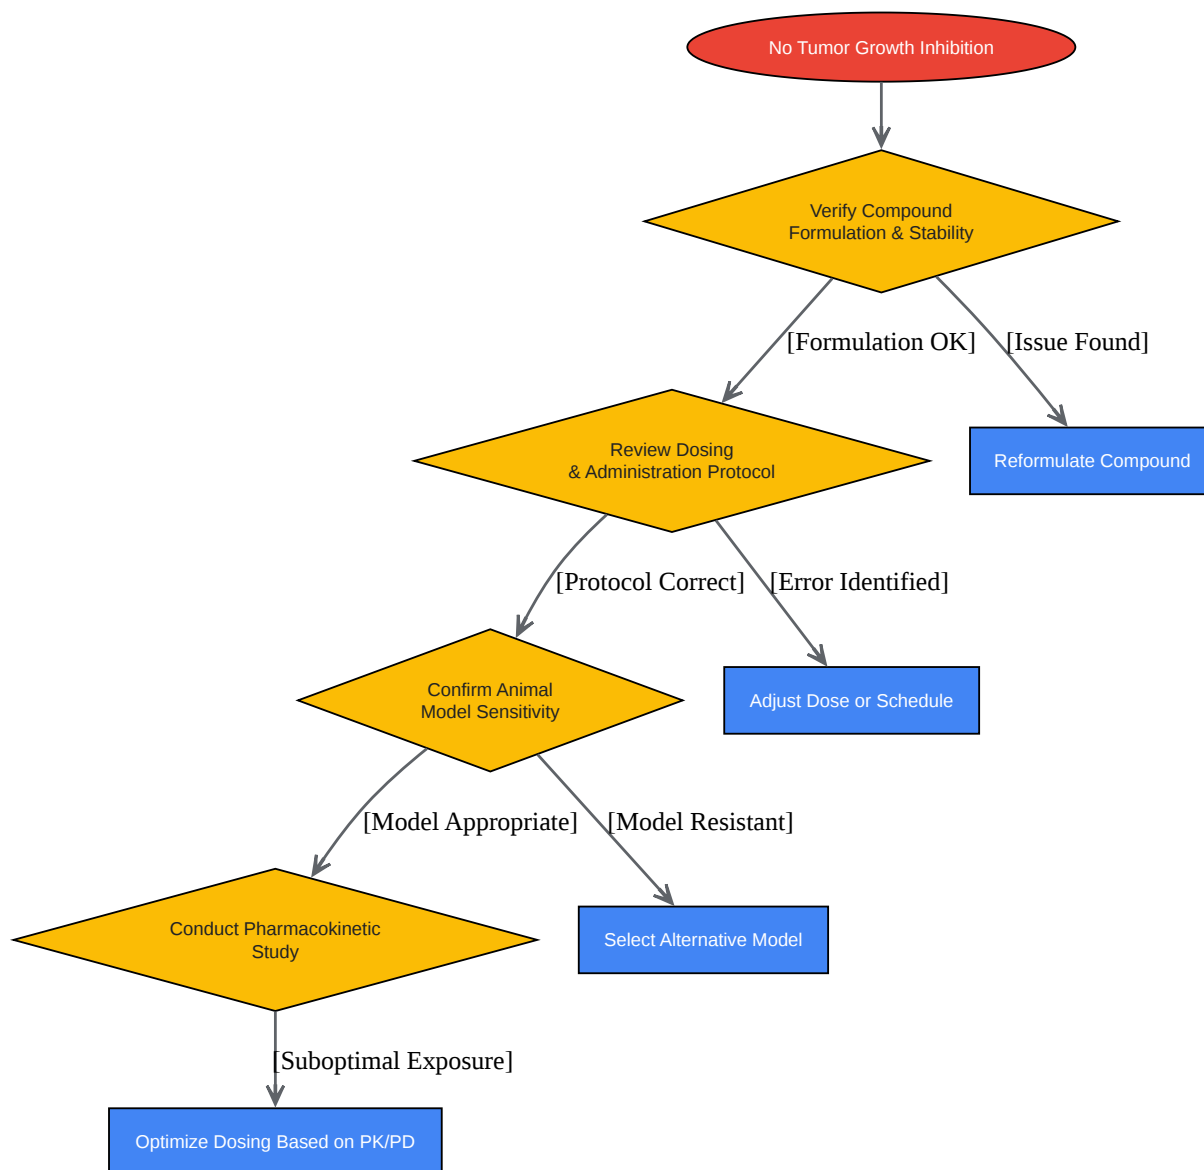 No Tumor Growth Inhibition
Verify Compound
Formulation & Stability
[Formulation OK]
[Issue Found]
Review Dosing
& Administration Protocol
Reformulate Compound
[Protocol Correct]
[Error Identified]
Confirm Animal
Model Sensitivity
Adjust Dose or Schedule
[Model Appropriate]
[Model Resistant]
Conduct Pharmacokinetic
Study
Select Alternative Model
[Suboptimal Exposure]
Optimize Dosing Based on PK/PD